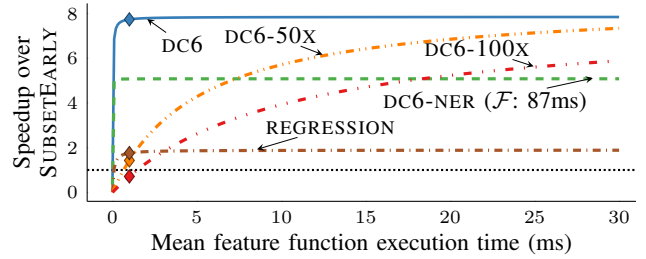 8
6
4
2
0
Speedup over
SUBSETEARLY
DC6
DC6-50X
DC6-100X
DC6-NER (ℱ: 87ms)
REGRESSION
0 5 10 15 20 25 30
Mean feature function execution time (ms)